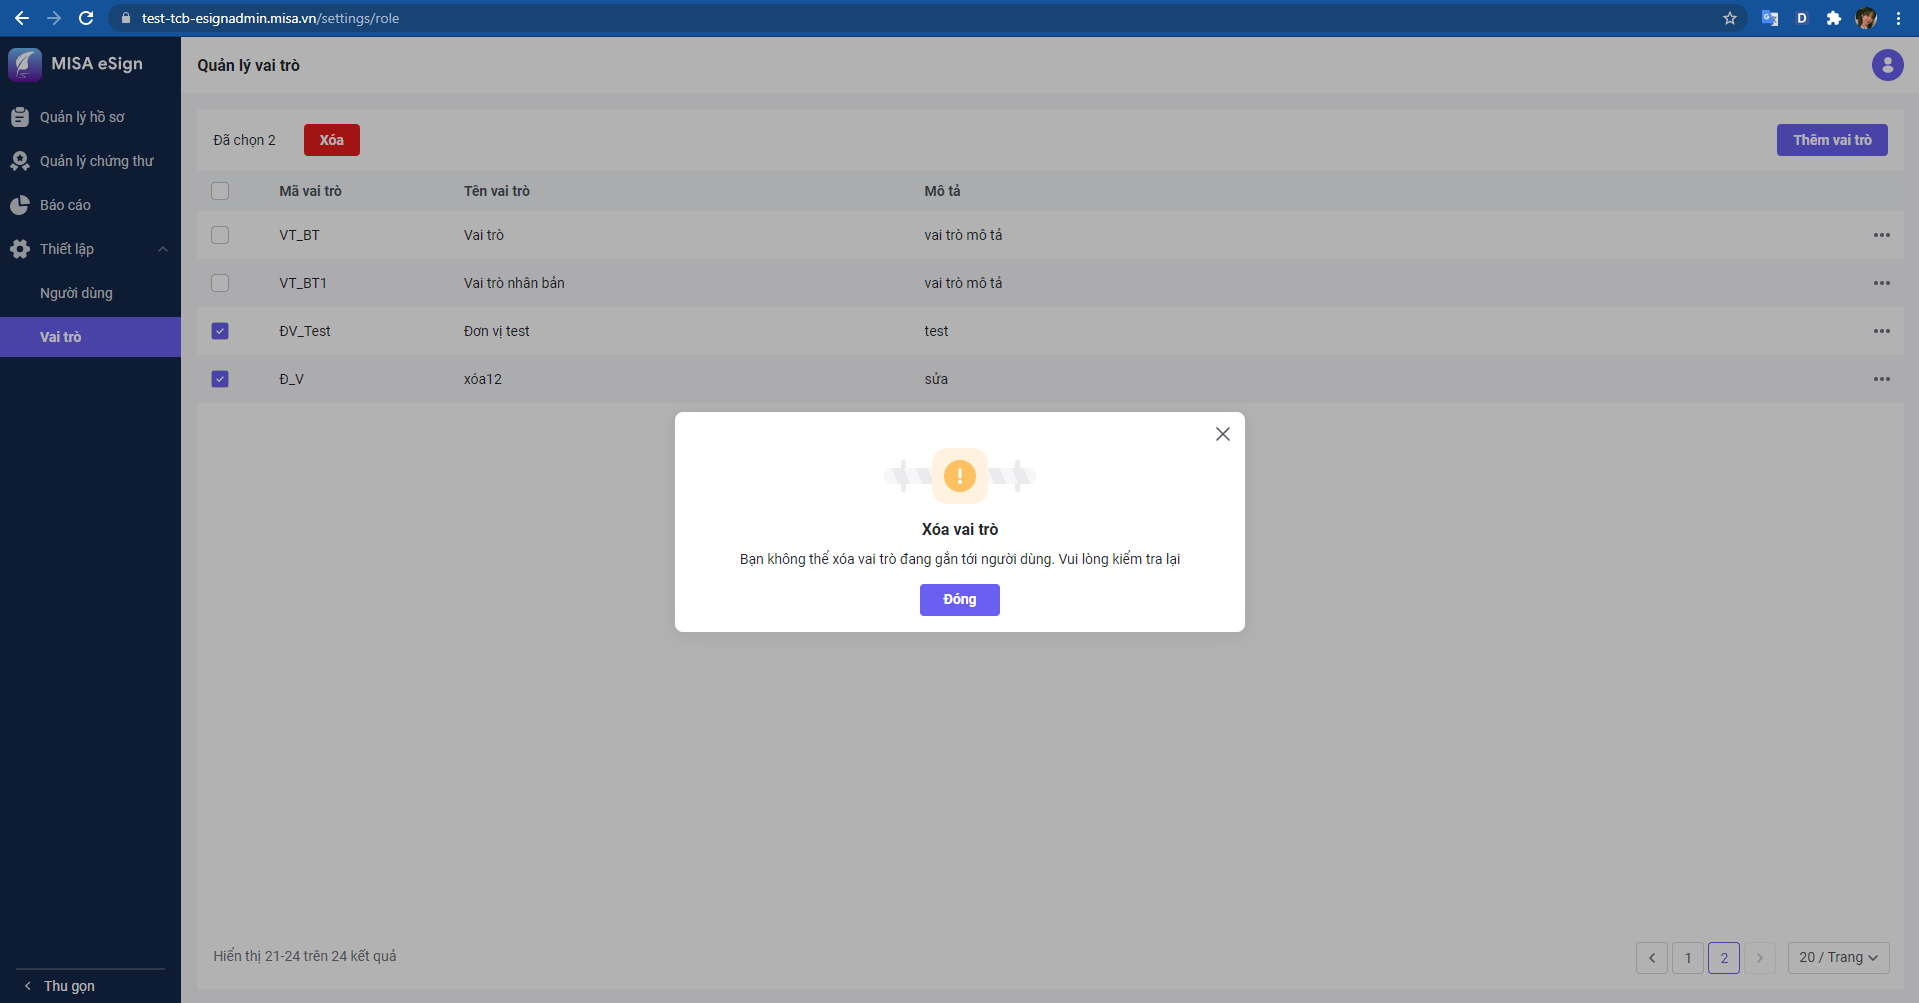 test-tcb-esignadmin.misa.vn/settings/role
MISA eSign
Quản lý hồ sơ
Quản lý chứng thư
Báo cáo
Thiết lập
Người dùng
Vai trò
Thu gọn
Quản lý vai trò
Đã chọn 2 Xóa Thêm vai trò
Mã vai trò Tên vai trò Mô tả
VT_BT Vai trò vai trò mô tả
VT_BT1 Vai trò nhân bản vai trò mô tả
ĐV_Test Đơn vị test test
Đ_V xóa12 sửa
Xóa vai trò
Bạn không thể xóa vai trò đang gắn tới người dùng. Vui lòng kiểm tra lại
Đóng
Hiển thị 21-24 trên 24 kết quả 1 2 20 / Trang